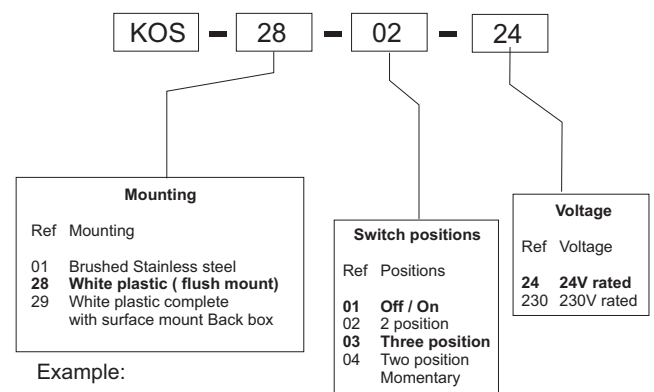 KOS - 28 - 02 - 24
Mounting
Ref Mounting
01 Brushed Stainless steel
28 White plastic ( flush mount)
29 White plastic complete
with surface mount Back box
Switch positions
Ref Positions
01 Off / On
02 2 position
03 Three position
04 Two position
Momentary
Voltage
Ref Voltage
24 24V rated
230 230V rated
Example: